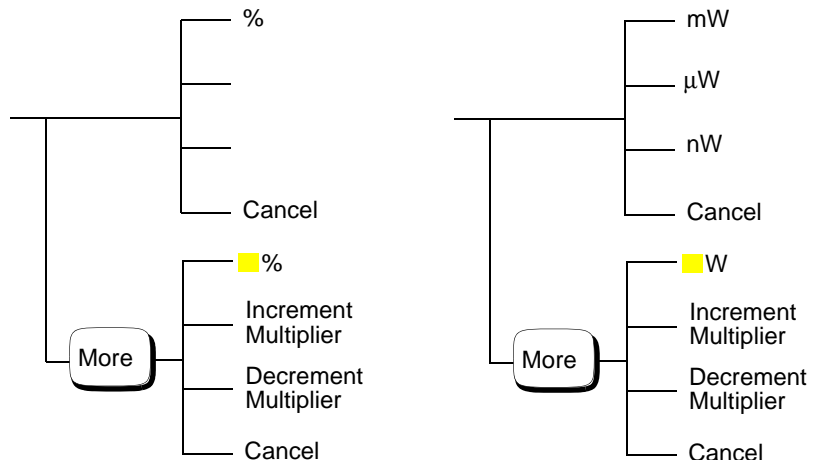 %
Cancel
%
Increment
Multiplier
More
Decrement
Multiplier
Cancel
mW
μW
nW
Cancel
W
Increment
Multiplier
More
Decrement
Multiplier
Cancel